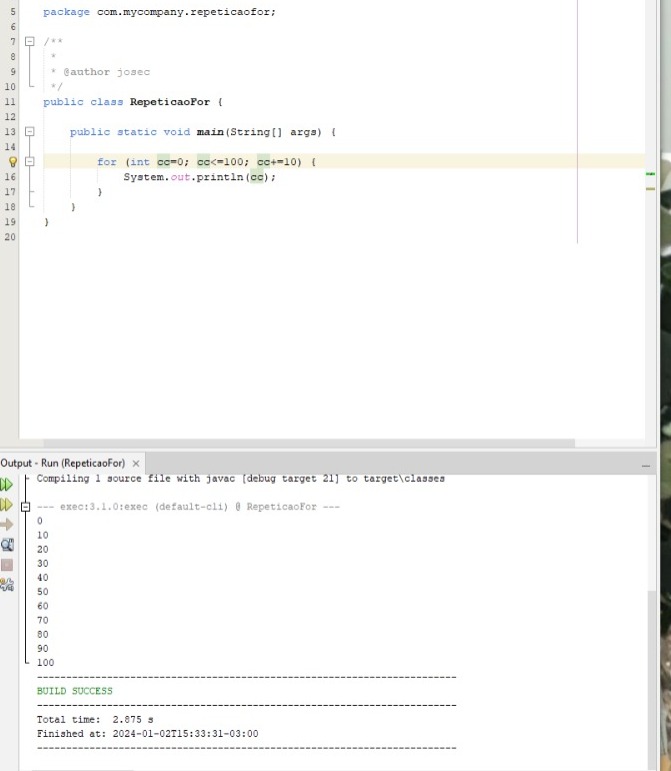 5 package com.mycompany.repeticaofor;
6
7 /**
8 *
9 * @author josec
10 */
11 public class RepeticaoFor {
12
13 public static void main(String[] args) {
14
for (int cc=0; cc<=100; cc+=10) {
16 System.out.println(cc);
17 }
18 }
19 }
20
Output - Run (RepeticaoFor) ×
Compiling 1 source file with javac [debug target 21] to target\classes
--- exec:3.1.0:exec (default-cli) @ RepeticaoFor ---
0
10
20
30
40
50
60
70
80
90
100
------------------------------------------------------------------------
BUILD SUCCESS
------------------------------------------------------------------------
Total time: 2.875 s
Finished at: 2024-01-02T15:33:31-03:00
------------------------------------------------------------------------